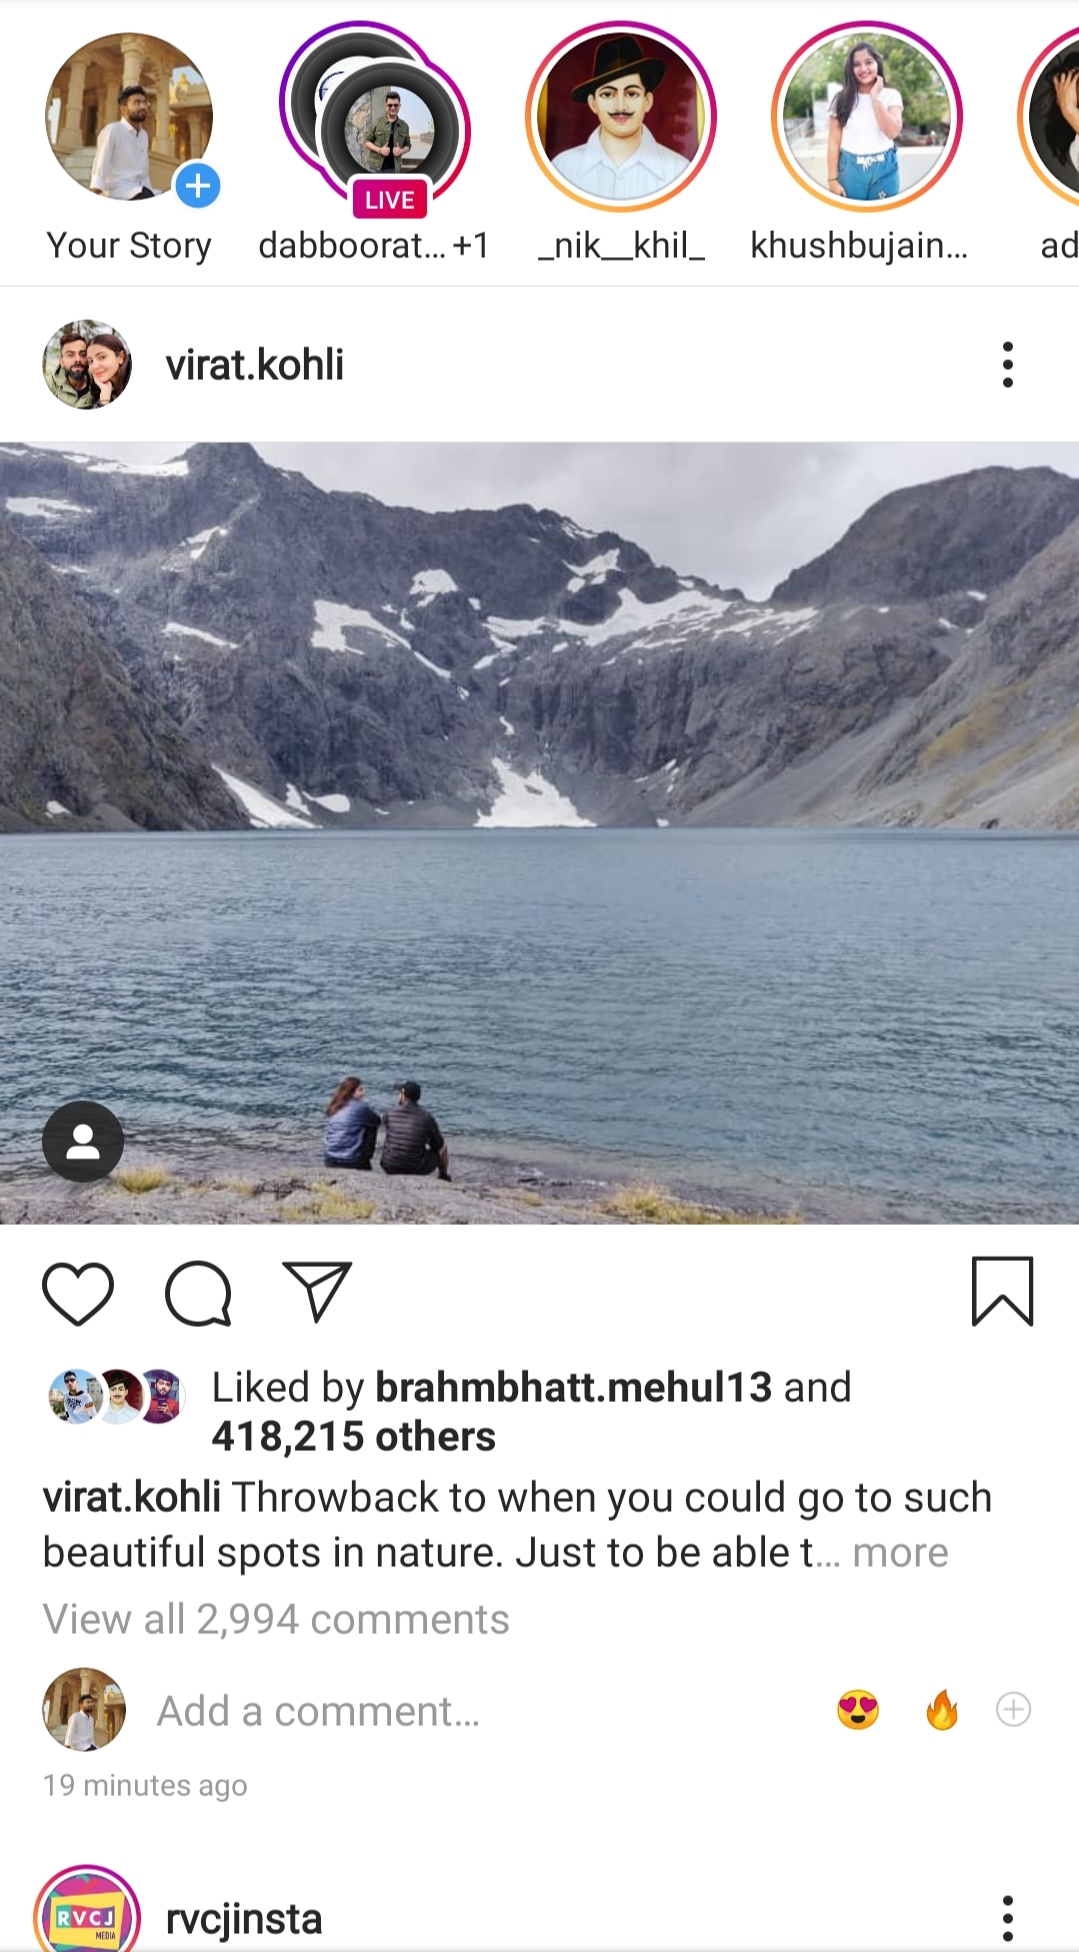 LIVE
Your Story
dabboorat... +1
_nik__khil_
khushbujain...
ad
virat.kohli
Liked by brahmbhatt.mehul13 and
418,215 others
virat.kohli Throwback to when you could go to such
beautiful spots in nature. Just to be able t... more
View all 2,994 comments
Add a comment...
19 minutes ago
RVCJ
MEDIA
rvcjinsta